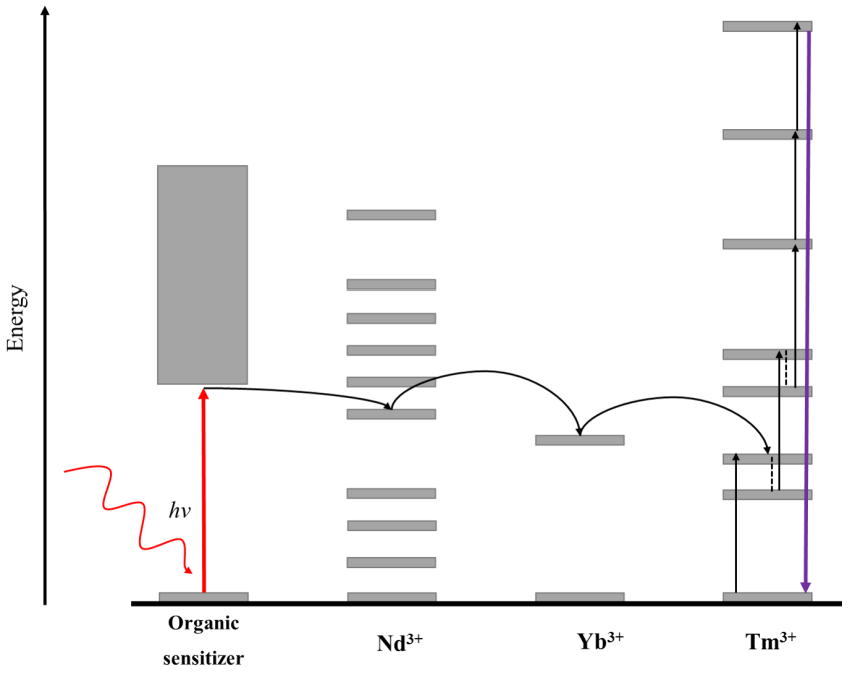 Energy
hν
Organic
sensitizer
Nd³⁺
Yb³⁺
Tm³⁺